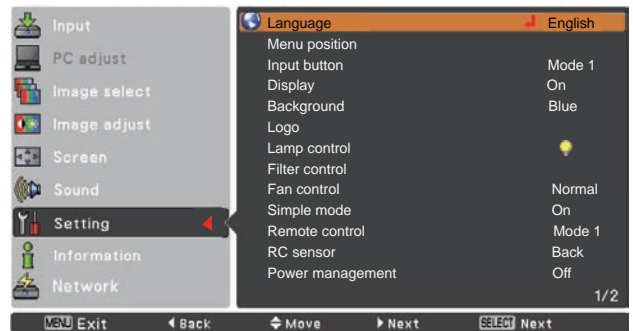 Input
PC adjust
Image select
Image adjust
Screen
Sound
Setting
Information
Network
Language English
Menu position
Input button Mode 1
Display On
Background Blue
Logo
Lamp control
Filter control
Fan control Normal
Simple mode On
Remote control Mode 1
RC sensor Back
Power management Off
1/2
MENU Exit Back Move Next SELECT Next